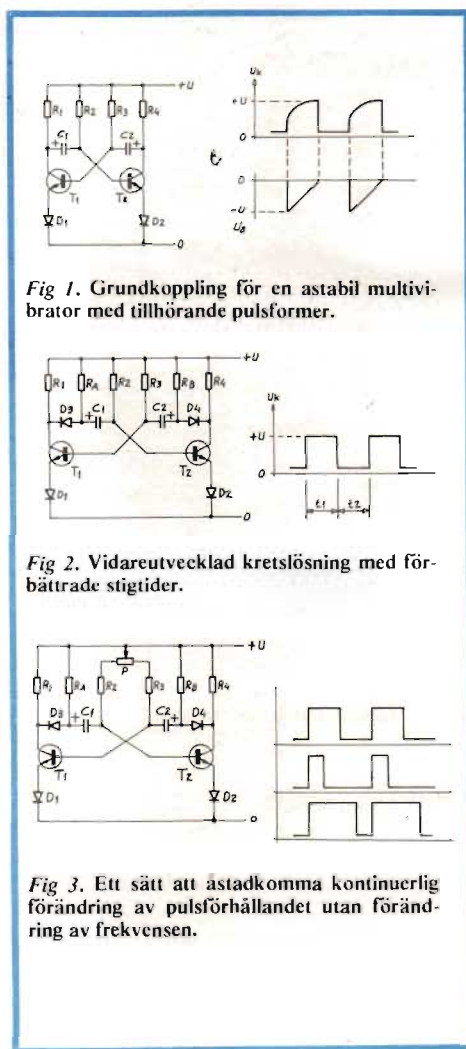 +U
Uk
R1 R2 R3 R4
+U
C1 C2
+ +
0
t
T1 T2
0
D1 D2
-U
UB
0
Fig 1. Grundkoppling för en astabil multivi-
brator med tillhörande pulsformer.
+U
R1 RA R2 R3 RB R4
Uk
D3 + C1 C2 + D4
+U
T1 T2
0
D1 D2
t1 t2
0
Fig 2. Vidareutvecklad kretslösning med för-
bättrade stigtider.
+U
P
R1 RA R2 R3 RB R4
D3 + C1 C2 + D4
T1 T2
D1 D2
0
Fig 3. Ett sätt att åstadkomma kontinuerlig
förändring av pulsförhållandet utan föränd-
ring av frekvensen.